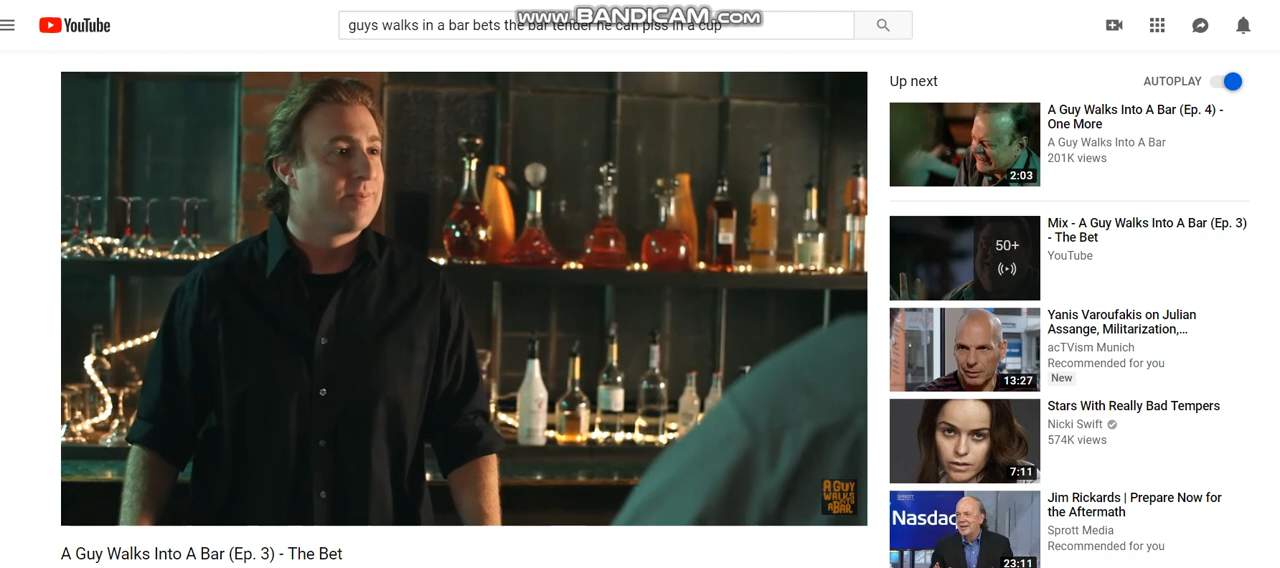 YouTube
www.BANDICAM.com
guys walks in a bar bets the bar tender he can piss in a cup
Up next
AUTOPLAY
A Guy Walks Into A Bar (Ep. 4) -
One More
A Guy Walks Into A Bar
201K views
2:03
Mix - A Guy Walks Into A Bar (Ep. 3)
- The Bet
YouTube
50+
Yanis Varoufakis on Julian
Assange, Militarization,...
acTVism Munich
Recommended for you
New
13:27
Stars With Really Bad Tempers
Nicki Swift
574K views
7:11
Jim Rickards | Prepare Now for
the Aftermath
Sprott Media
Recommended for you
SPROTT
Nasdaq
23:11
A GUY
WALKS
INTO
A BAR
A Guy Walks Into A Bar (Ep. 3) - The Bet